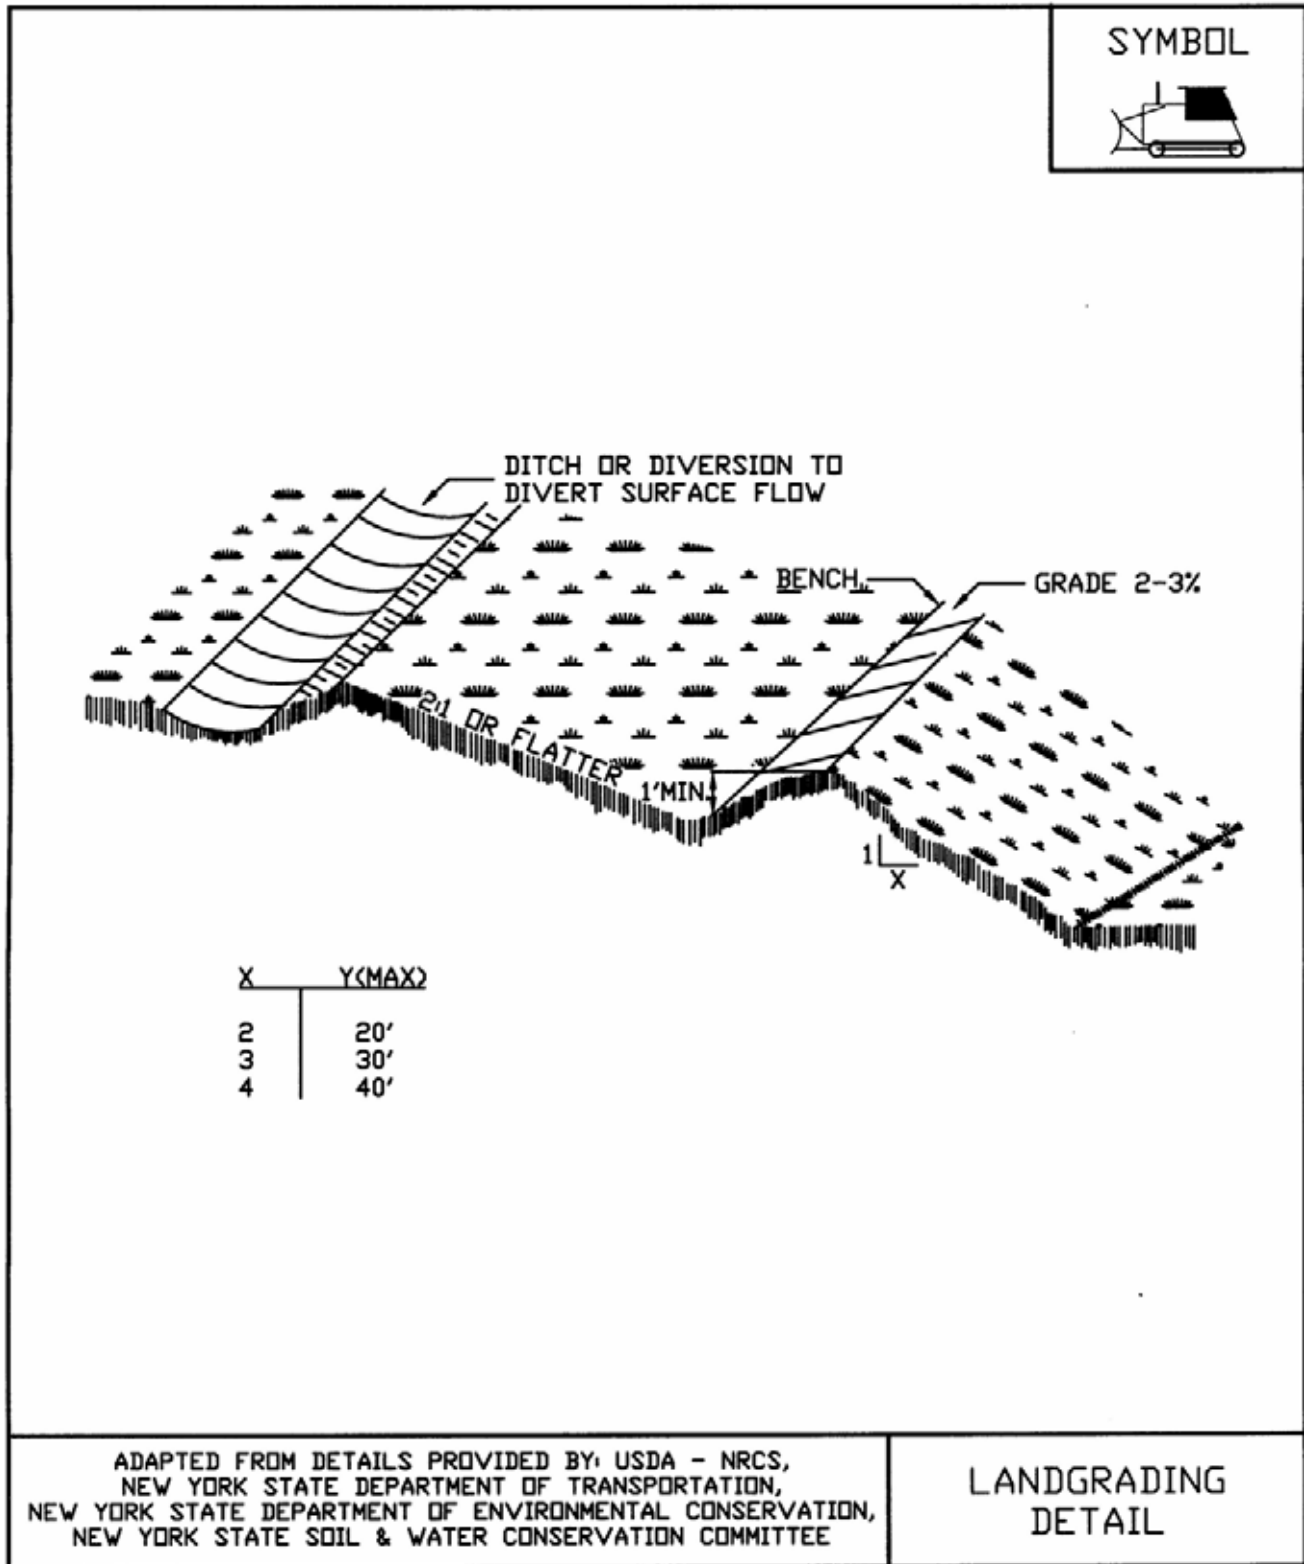 SYMBOL
DITCH OR DIVERSION TO
DIVERT SURFACE FLOW
BENCH
GRADE 2-3%
2:1 OR FLATTER
1'MIN.
1
X
X Y(MAX)
2 20'
3 30'
4 40'
ADAPTED FROM DETAILS PROVIDED BY: USDA - NRCS,
NEW YORK STATE DEPARTMENT OF TRANSPORTATION,
NEW YORK STATE DEPARTMENT OF ENVIRONMENTAL CONSERVATION,
NEW YORK STATE SOIL & WATER CONSERVATION COMMITTEE
LANDGRADING
DETAIL